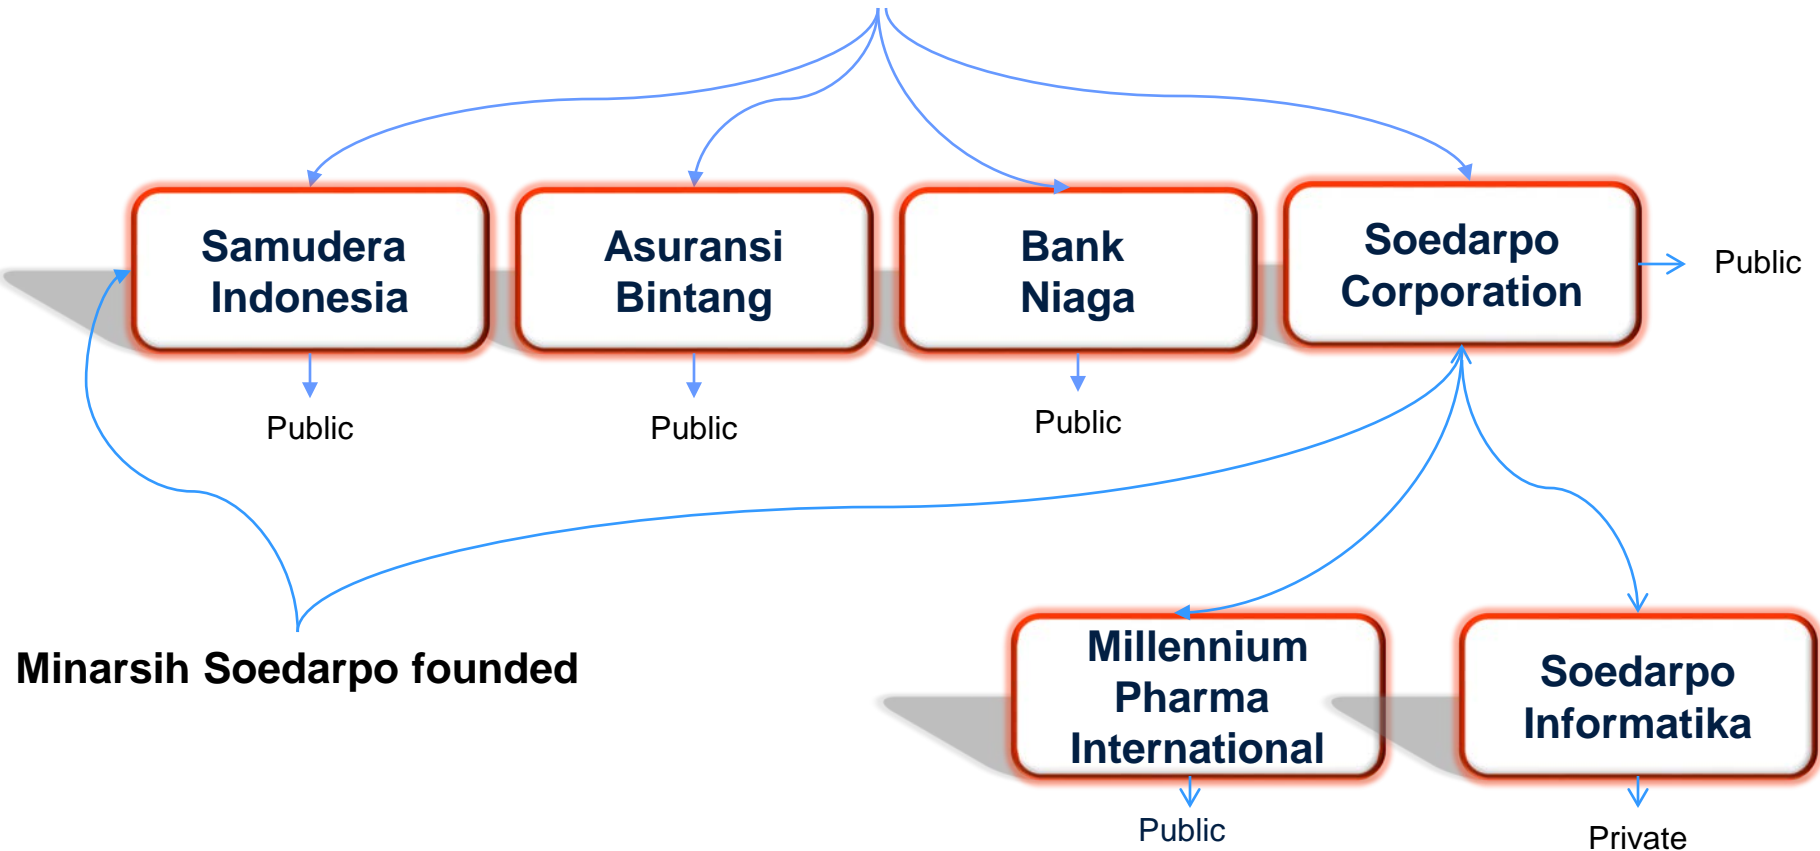 Samudera
Indonesia
Asuransi
Bintang
Bank
Niaga
Soedarpo
Corporation
Public
Public
Public
Public
Minarsih Soedarpo founded
Millennium
Pharma
International
Soedarpo
Informatika
Public
Private